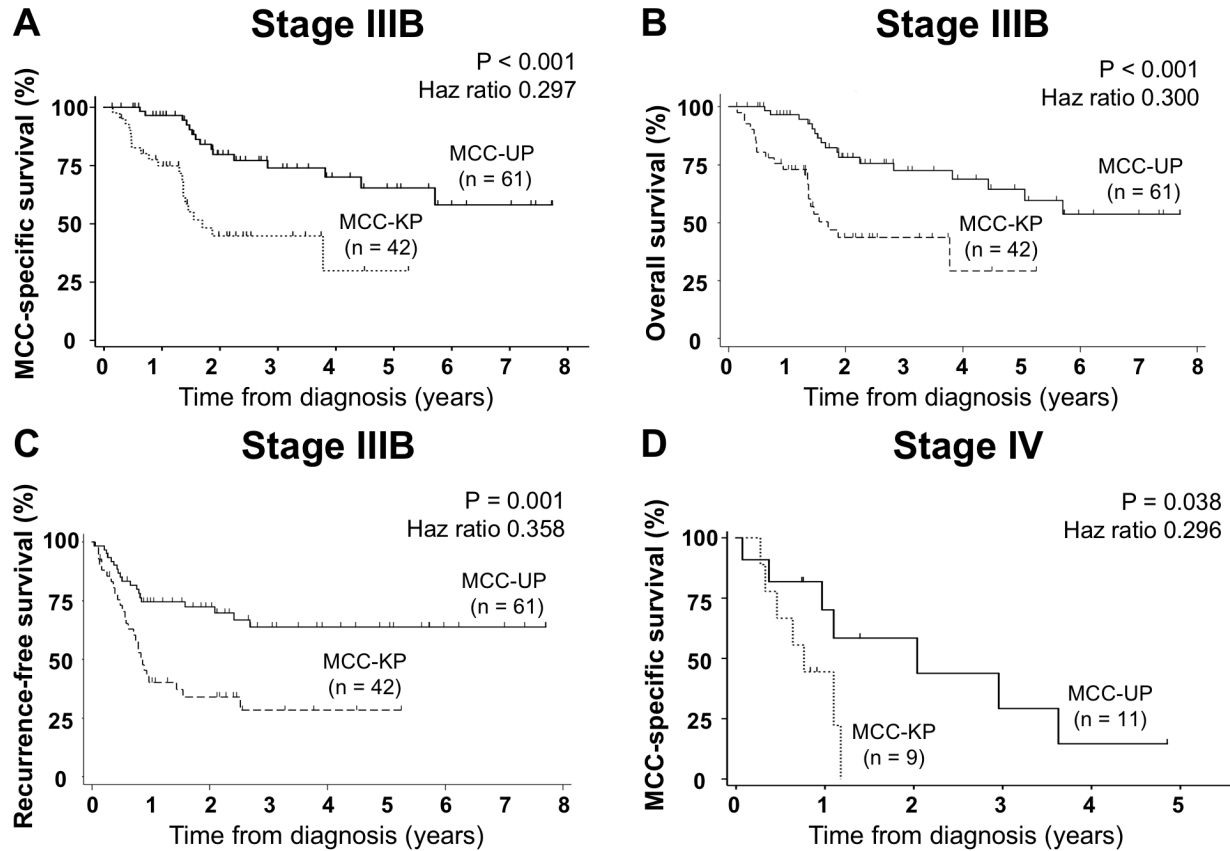 A
Stage IIIB
P < 0.001
Haz ratio 0.297
MCC-specific survival (%)
100
75
50
25
0
MCC-UP
(n = 61)
MCC-KP
(n = 42)
0 1 2 3 4 5 6 7 8
Time from diagnosis (years)
B
Stage IIIB
P < 0.001
Haz ratio 0.300
Overall survival (%)
100
75
50
25
0
MCC-UP
(n = 61)
MCC-KP
(n = 42)
0 1 2 3 4 5 6 7 8
Time from diagnosis (years)
C
Stage IIIB
P = 0.001
Haz ratio 0.358
Recurrence-free survival (%)
100
75
50
25
0
MCC-UP
(n = 61)
MCC-KP
(n = 42)
0 1 2 3 4 5 6 7 8
Time from diagnosis (years)
D
Stage IV
P = 0.038
Haz ratio 0.296
MCC-specific survival (%)
100
75
50
25
0
MCC-UP
(n = 11)
MCC-KP
(n = 9)
0 1 2 3 4 5
Time from diagnosis (years)